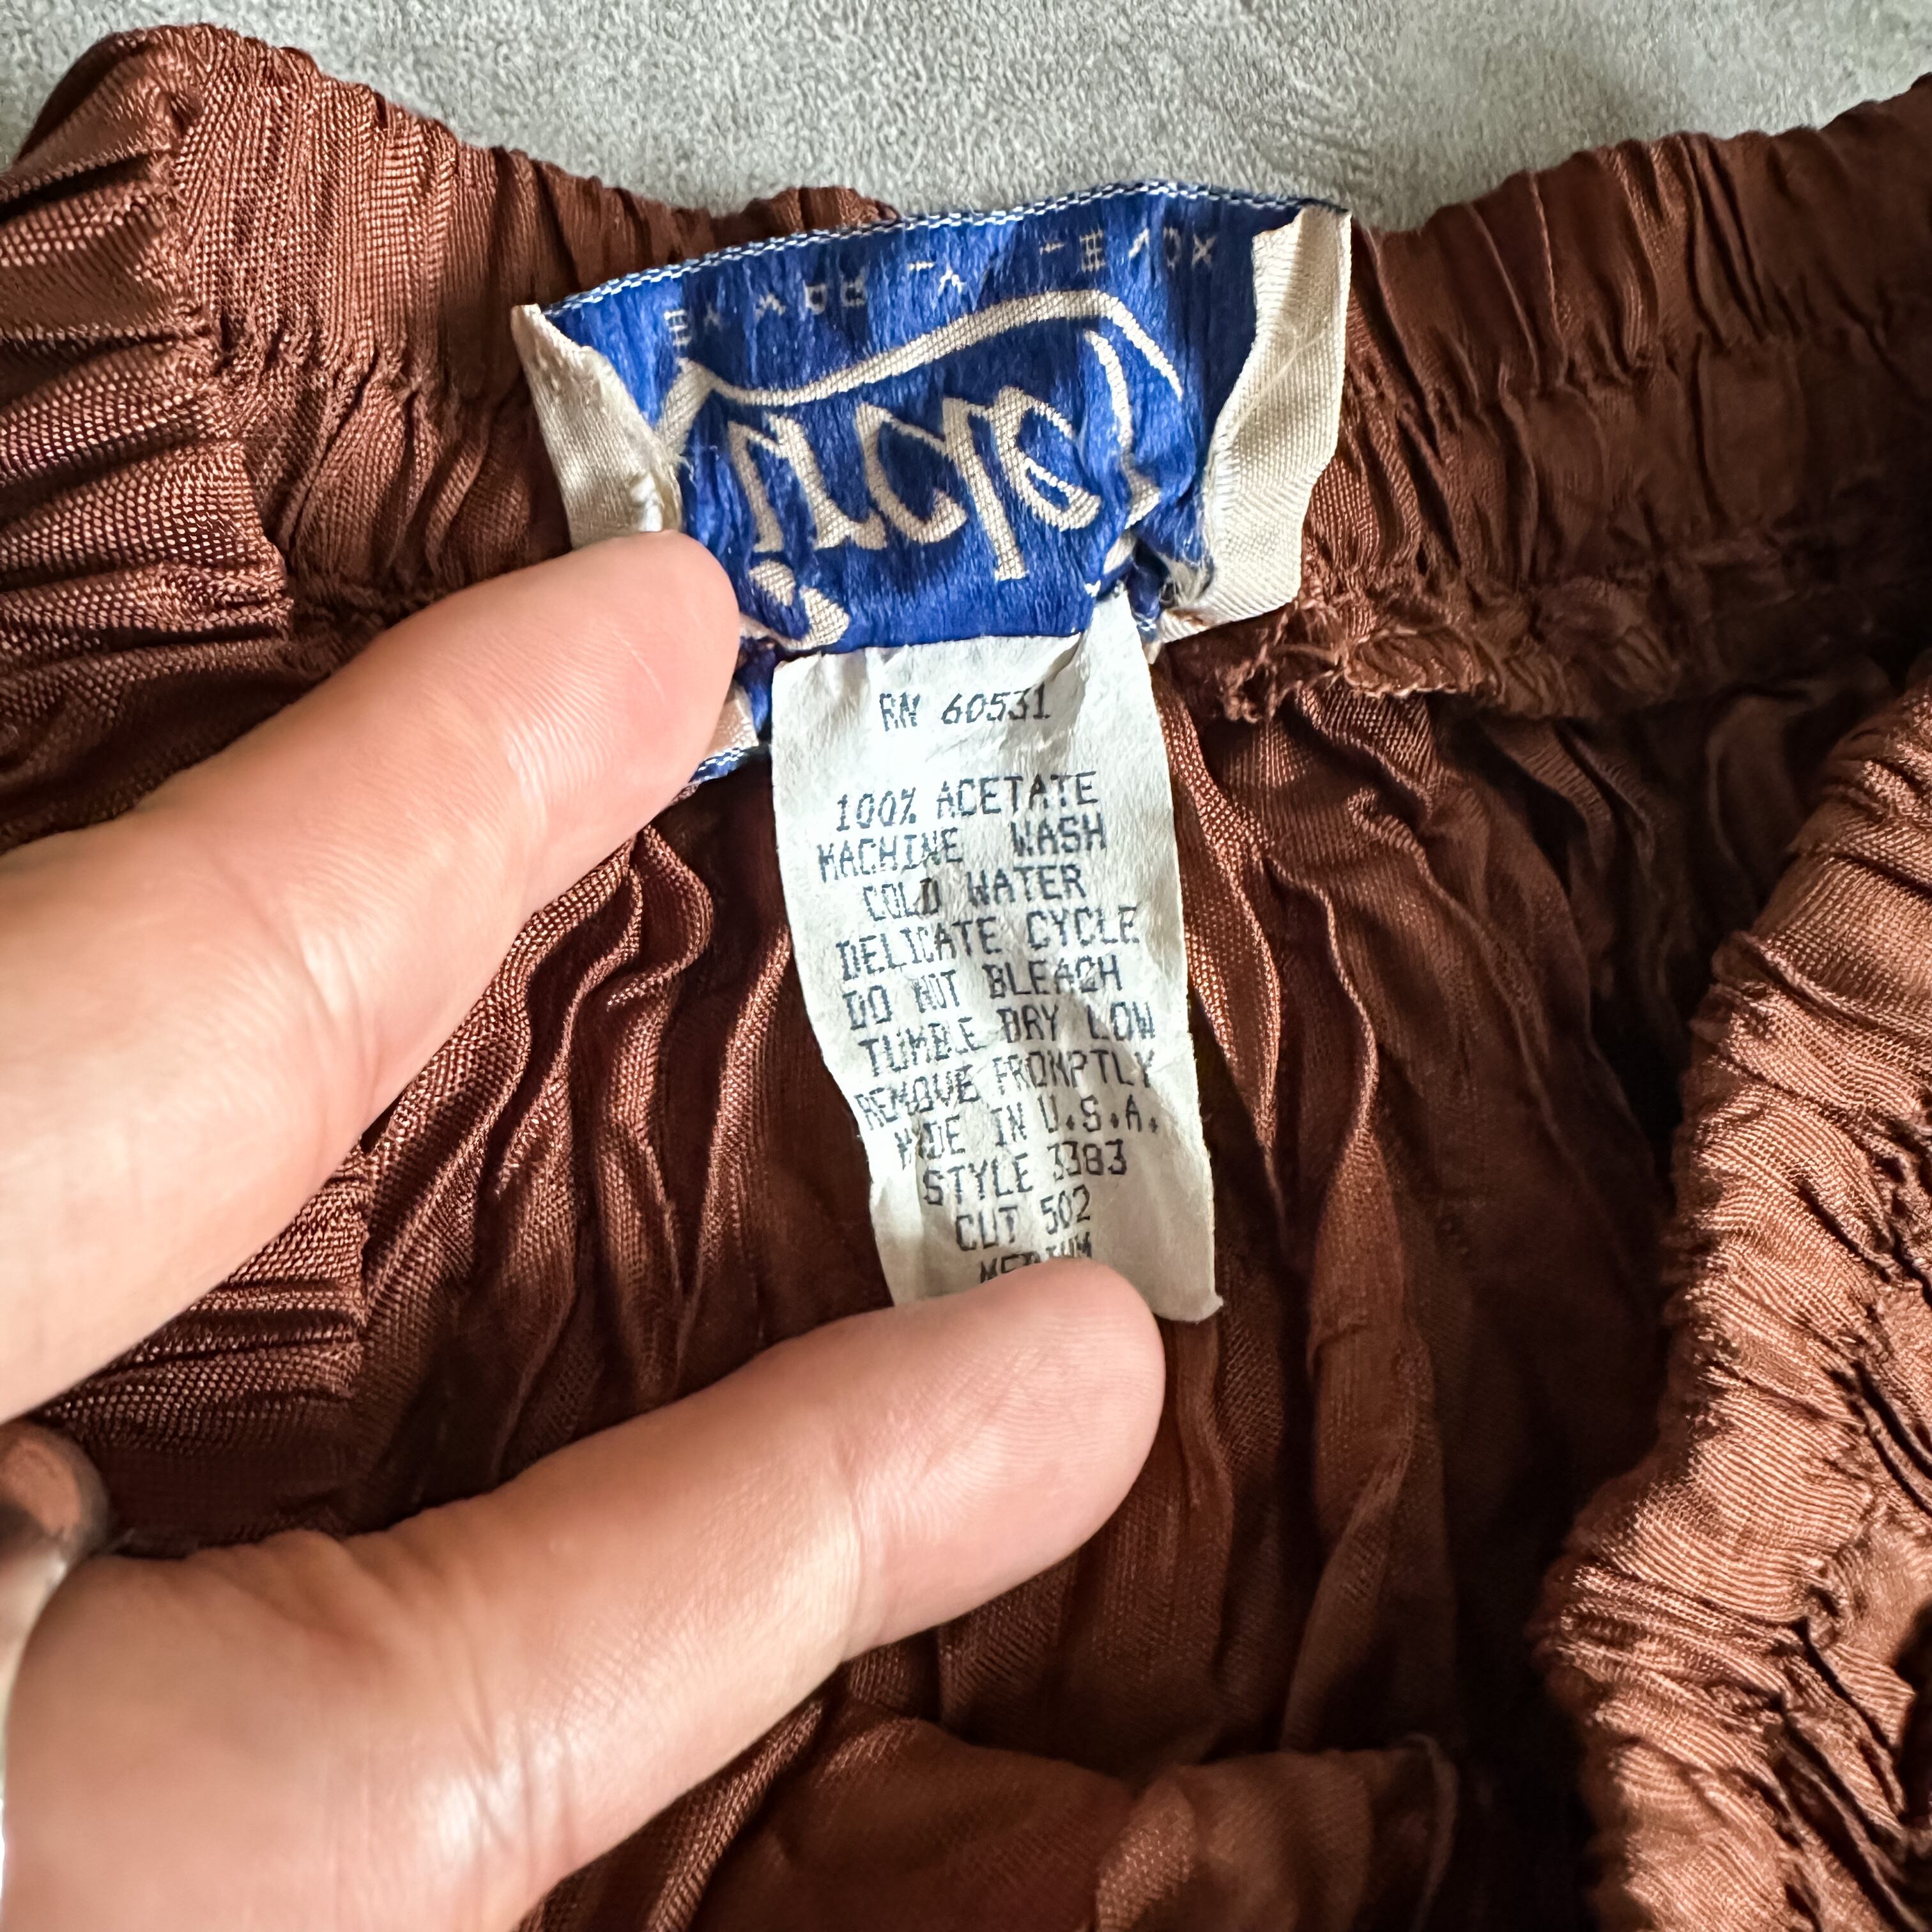 RN 60531
100% ACETATE
MACHINE WASH
COLD WATER
DELICATE CYCLE
DO NOT BLEACH
TUMBLE DRY LOW
REMOVE PROMPTLY
MADE IN U.S.A.
STYLE 3383
CUT 502
MEDIUM